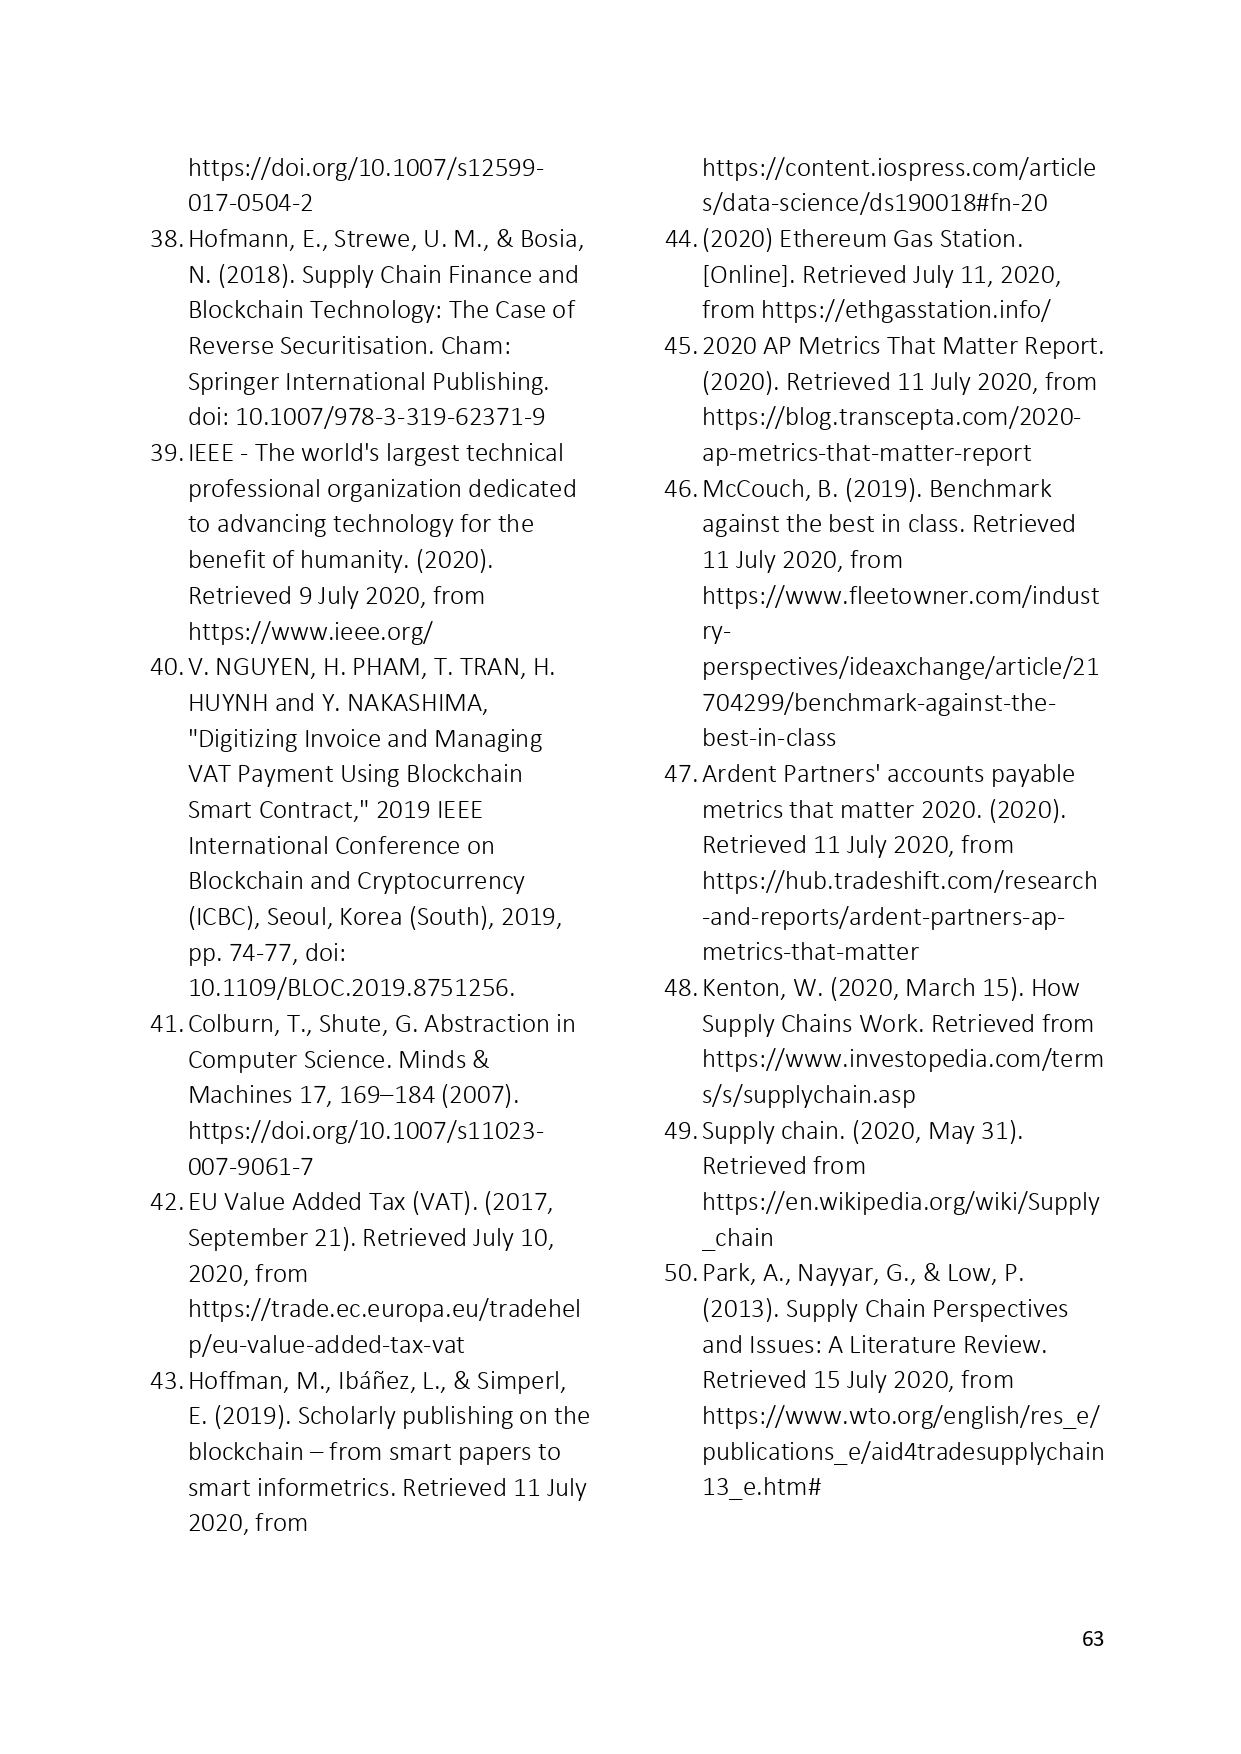 https://doi.org/10.1007/s12599-
017-0504-2
38. Hofmann, E., Strewe, U. M., & Bosia,
N. (2018). Supply Chain Finance and
Blockchain Technology: The Case of
Reverse Securitisation. Cham:
Springer International Publishing.
doi: 10.1007/978-3-319-62371-9
39. IEEE - The world's largest technical
professional organization dedicated
to advancing technology for the
benefit of humanity. (2020).
Retrieved 9 July 2020, from
https://www.ieee.org/
40. V. NGUYEN, H. PHAM, T. TRAN, H.
HUYNH and Y. NAKASHIMA,
"Digitizing Invoice and Managing
VAT Payment Using Blockchain
Smart Contract," 2019 IEEE
International Conference on
Blockchain and Cryptocurrency
(ICBC), Seoul, Korea (South), 2019,
pp. 74-77, doi:
10.1109/BLOC.2019.8751256.
41. Colburn, T., Shute, G. Abstraction in
Computer Science. Minds &
Machines 17, 169–184 (2007).
https://doi.org/10.1007/s11023-
007-9061-7
42. EU Value Added Tax (VAT). (2017,
September 21). Retrieved July 10,
2020, from
https://trade.ec.europa.eu/tradehel
p/eu-value-added-tax-vat
43. Hoffman, M., Ibáñez, L., & Simperl,
E. (2019). Scholarly publishing on the
blockchain – from smart papers to
smart informetrics. Retrieved 11 July
2020, from
https://content.iospress.com/article
s/data-science/ds190018#fn-20
44. (2020) Ethereum Gas Station.
[Online]. Retrieved July 11, 2020,
from https://ethgasstation.info/
45. 2020 AP Metrics That Matter Report.
(2020). Retrieved 11 July 2020, from
https://blog.transcepta.com/2020-
ap-metrics-that-matter-report
46. McCouch, B. (2019). Benchmark
against the best in class. Retrieved
11 July 2020, from
https://www.fleetowner.com/indust
ry-
perspectives/ideaxchange/article/21
704299/benchmark-against-the-
best-in-class
47. Ardent Partners' accounts payable
metrics that matter 2020. (2020).
Retrieved 11 July 2020, from
https://hub.tradeshift.com/research
-and-reports/ardent-partners-ap-
metrics-that-matter
48. Kenton, W. (2020, March 15). How
Supply Chains Work. Retrieved from
https://www.investopedia.com/term
s/s/supplychain.asp
49. Supply chain. (2020, May 31).
Retrieved from
https://en.wikipedia.org/wiki/Supply
_chain
50. Park, A., Nayyar, G., & Low, P.
(2013). Supply Chain Perspectives
and Issues: A Literature Review.
Retrieved 15 July 2020, from
https://www.wto.org/english/res_e/
publications_e/aid4tradesupplychain
13_e.htm#
63